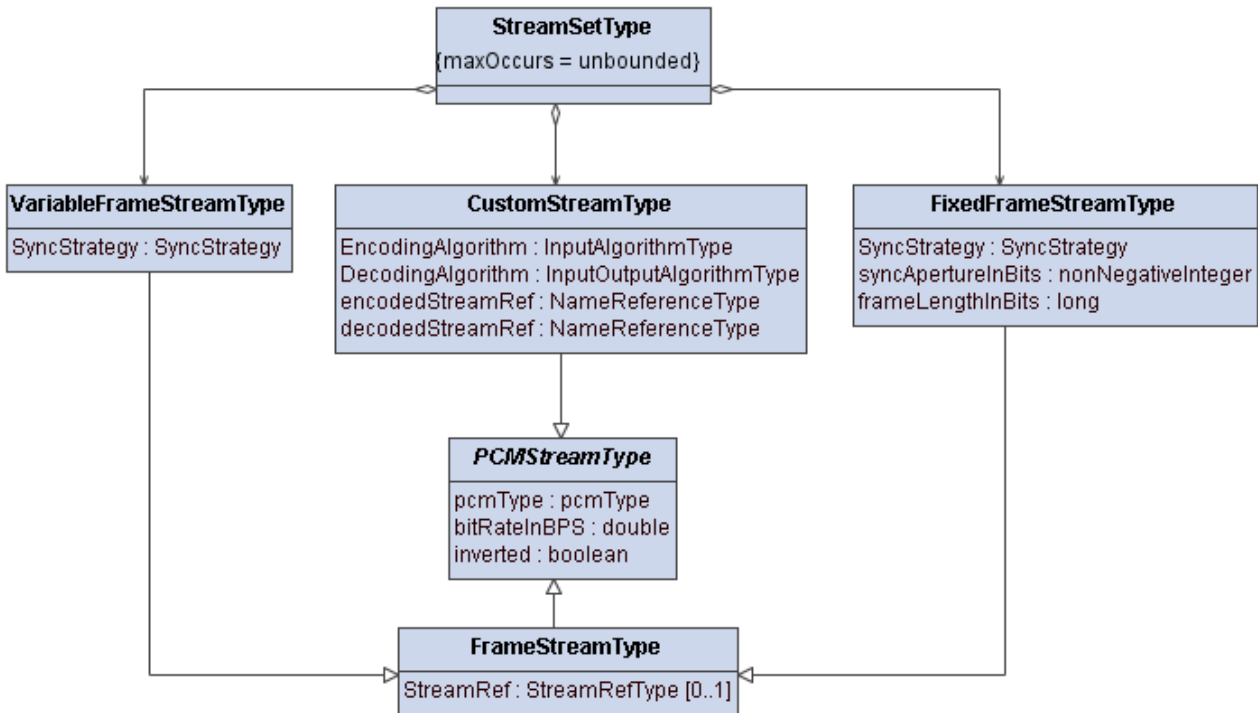 StreamSetType
{maxOccurs = unbounded}
VariableFrameStreamType
SyncStrategy : SyncStrategy
CustomStreamType
EncodingAlgorithm : InputAlgorithmType
DecodingAlgorithm : InputOutputAlgorithmType
encodedStreamRef : NameReferenceType
decodedStreamRef : NameReferenceType
FixedFrameStreamType
SyncStrategy : SyncStrategy
syncApertureInBits : nonNegativeInteger
frameLengthInBits : long
PCMStreamType
pcmType : pcmType
bitRateInBPS : double
inverted : boolean
FrameStreamType
StreamRef : StreamRefType [0..1]